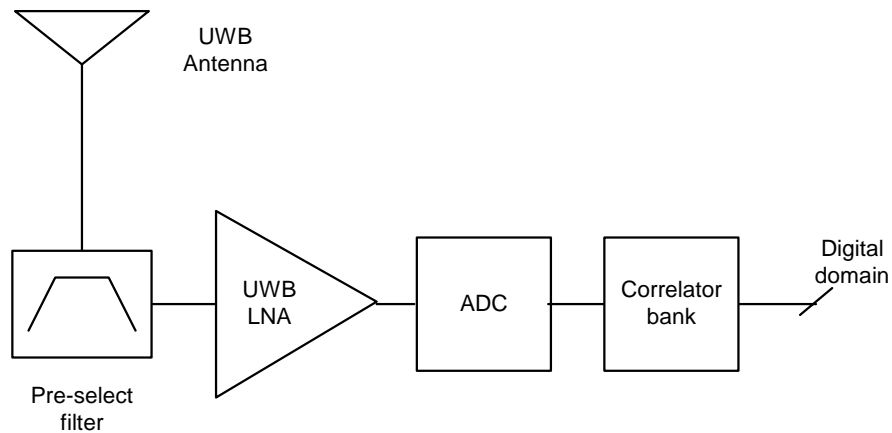 UWB
Antenna
UWB
LNA
ADC
Correlator
bank
Digital
domain
Pre-select
filter